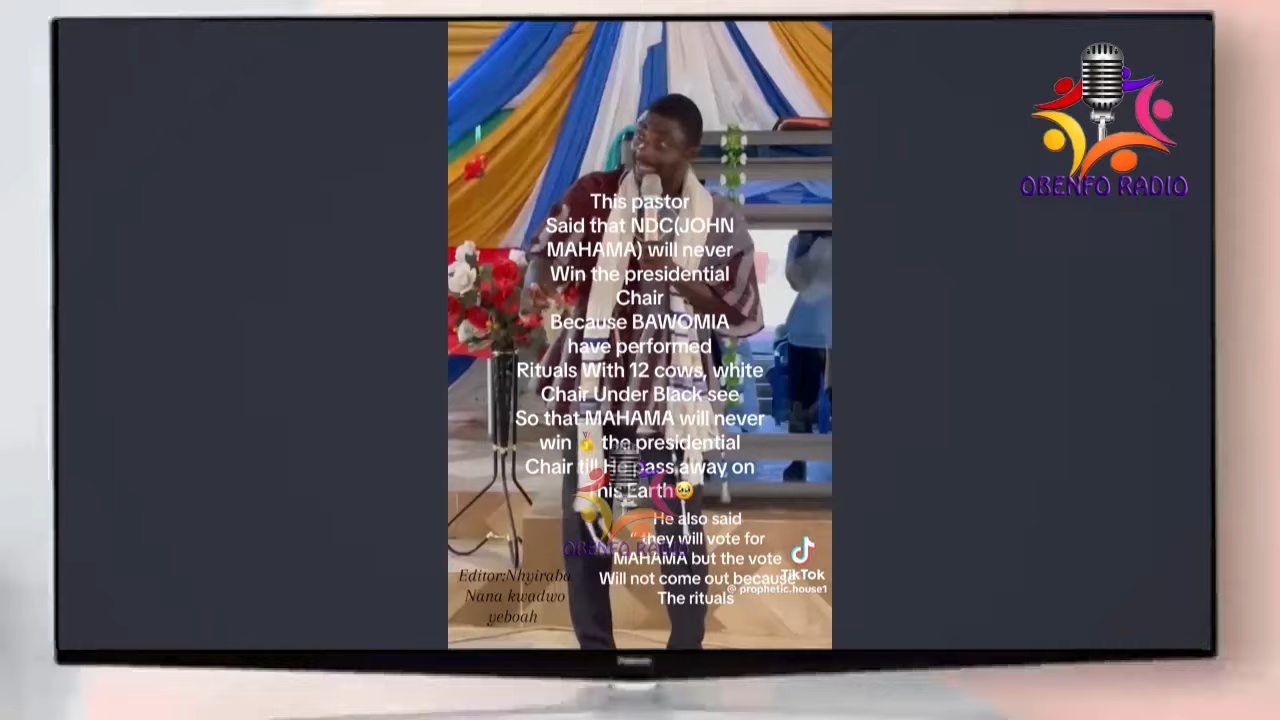 OBENFO RADIO
This pastor
Said that NDC(JOHN
MAHAMA) will never
Win the presidential
Chair
Because BAWOMIA
have performed
Rituals With 12 cows, white
Chair Under Black see
So that MAHAMA will never
win the presidential
Chair till He pass away on
This Earth
He also said
“ they will vote for
MAHAMA but the vote
Will not come out because
The rituals
TikTok
@ prophetic.house1
OBENFO RADIO
Editor:Nhyiraba
Nana kwadwo
yeboah
Panasonic